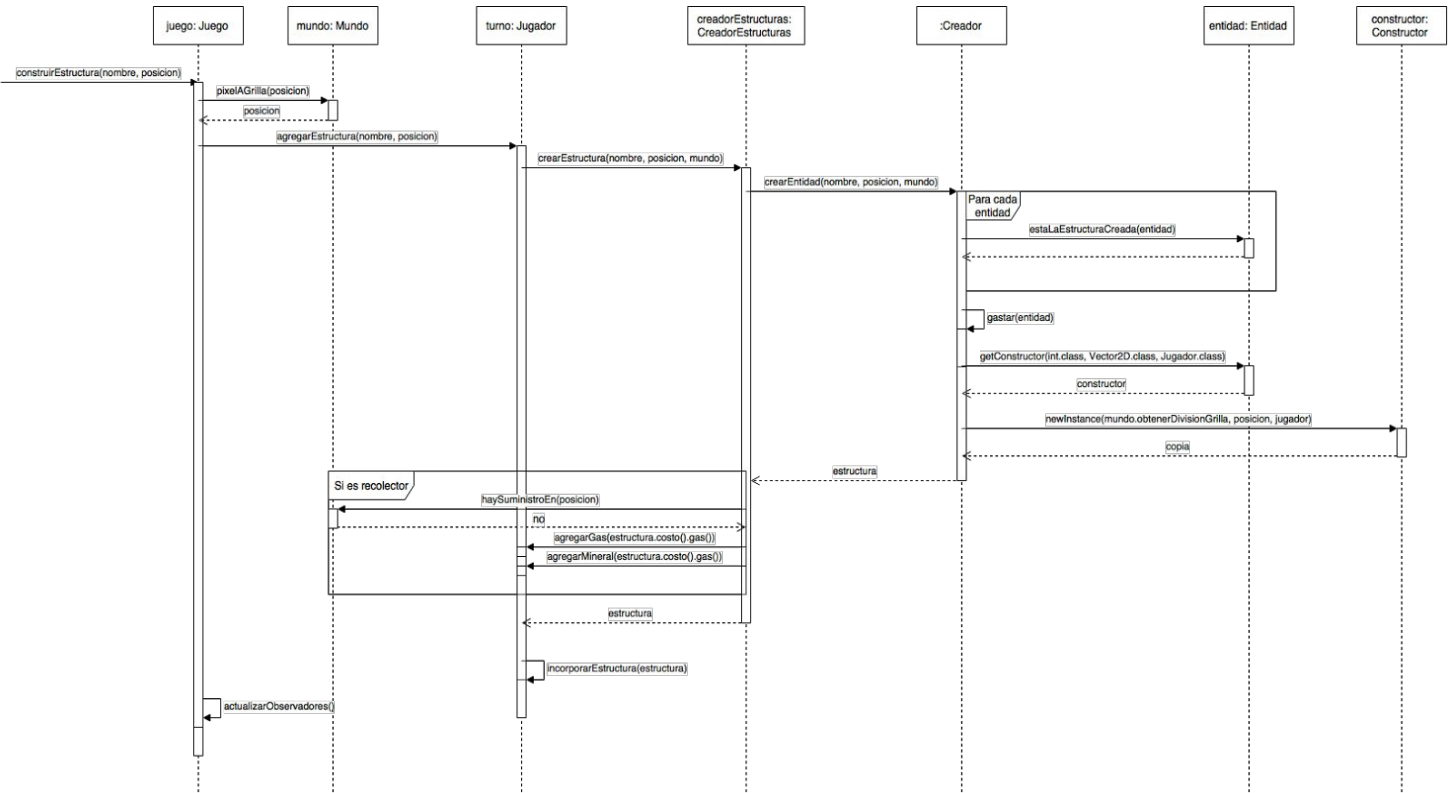 juego: Juego
mundo: Mundo
turno: Jugador
creadorEstructuras:
CreadorEstructuras
:Creador
entidad: Entidad
constructor:
Constructor
construirEstructura(nombre, posicion)
pixelAGrilla(posicion)
posicion
agregarEstructura(nombre, posicion)
crearEstructura(nombre, posicion, mundo)
crearEntidad(nombre, posicion, mundo)
Para cada
entidad
estaLaEstructuraCreada(entidad)
gastar(entidad)
getConstructor(int.class, Vector2D.class, Jugador.class)
constructor
newInstance(mundo.obtenerDivisionGrilla, posicion, jugador)
copia
estructura
Si es recolector
haySuministroEn(posicion)
no
agregarGas(estructura.costo().gas())
agregarMineral(estructura.costo().gas())
estructura
incorporarEstructura(estructura)
actualizarObservadores()